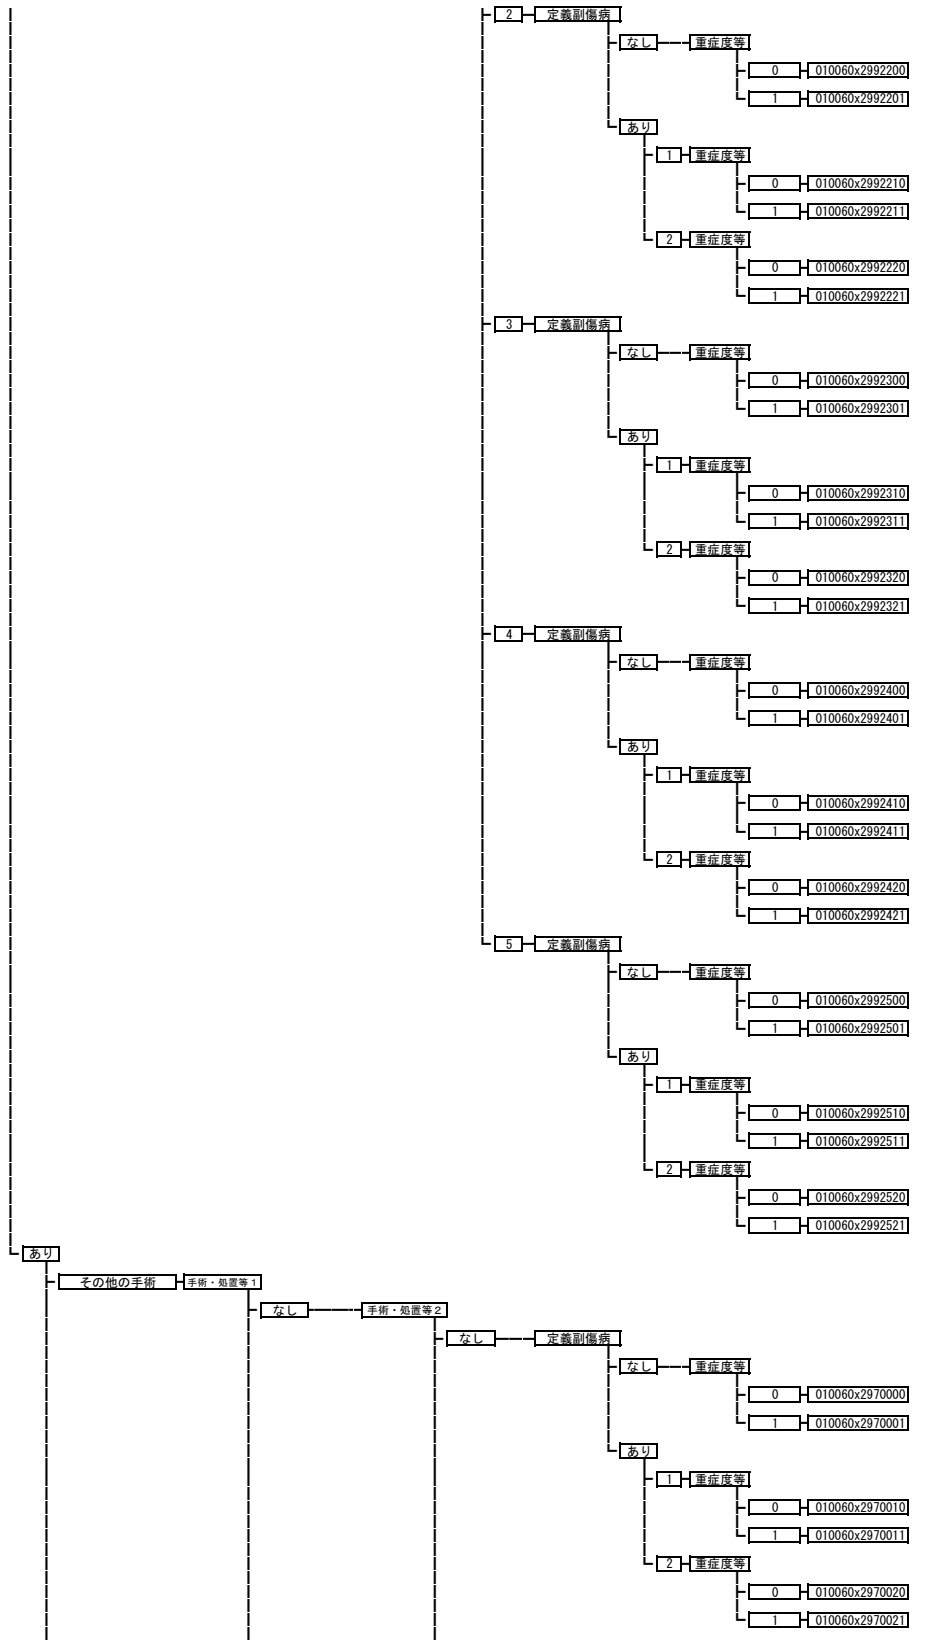 2 定義副傷病
なし 重症度等
0 010060x2992200
1 010060x2992201
あり
1 重症度等
0 010060x2992210
1 010060x2992211
2 重症度等
0 010060x2992220
1 010060x2992221
3 定義副傷病
なし 重症度等
0 010060x2992300
1 010060x2992301
あり
1 重症度等
0 010060x2992310
1 010060x2992311
2 重症度等
0 010060x2992320
1 010060x2992321
4 定義副傷病
なし 重症度等
0 010060x2992400
1 010060x2992401
あり
1 重症度等
0 010060x2992410
1 010060x2992411
2 重症度等
0 010060x2992420
1 010060x2992421
5 定義副傷病
なし 重症度等
0 010060x2992500
1 010060x2992501
あり
1 重症度等
0 010060x2992510
1 010060x2992511
2 重症度等
0 010060x2992520
1 010060x2992521
あり
その他の手術 手術・処置等1
なし 手術・処置等2
なし 定義副傷病
なし 重症度等
0 010060x2970000
1 010060x2970001
あり
1 重症度等
0 010060x2970010
1 010060x2970011
2 重症度等
0 010060x2970020
1 010060x2970021